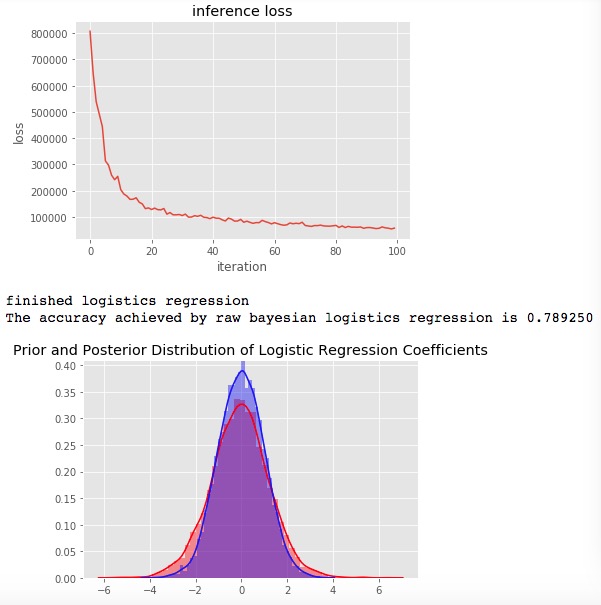 inference loss
800000
700000
600000
500000
400000
300000
200000
100000
loss
0 20 40 60 80 100
iteration
finished logistics regression
The accuracy achieved by raw bayesian logistics regression is 0.789250
Prior and Posterior Distribution of Logistic Regression Coefficients
0.40
0.35
0.30
0.25
0.20
0.15
0.10
0.05
0.00
−6 −4 −2 0 2 4 6